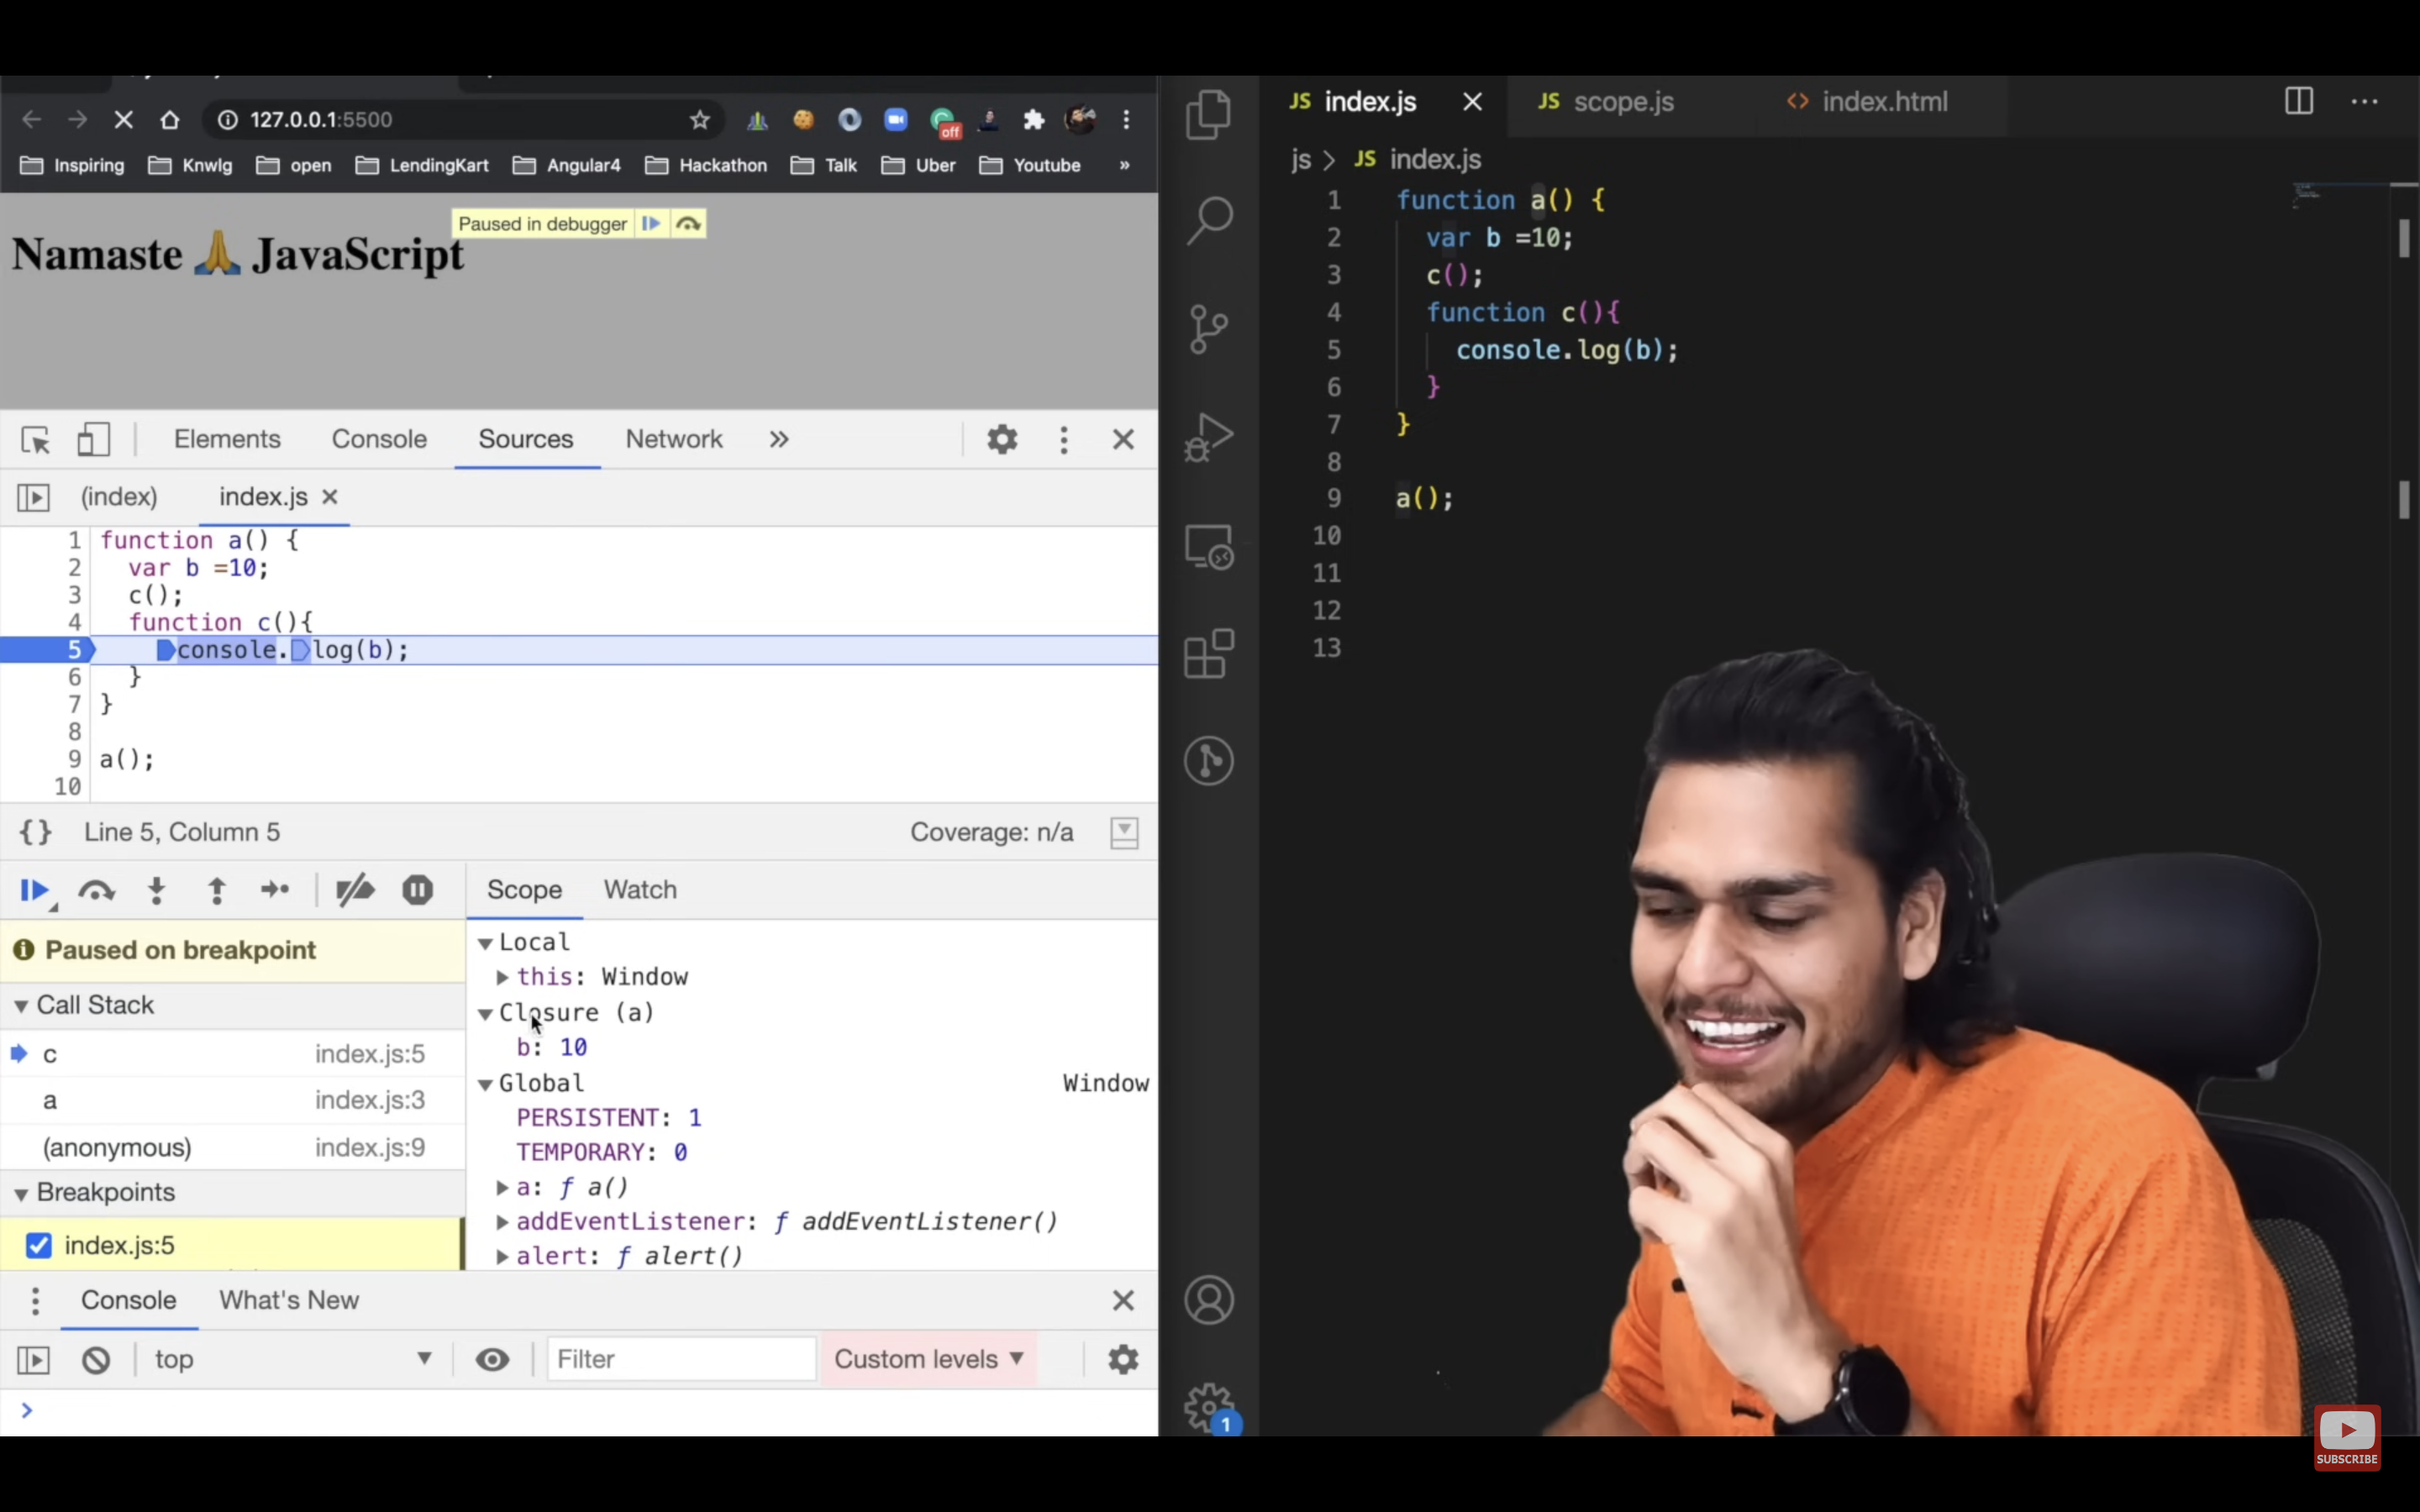 127.0.0.1:5500
off
Inspiring Knwlg open LendingKart Angular4 Hackathon Talk Uber Youtube »
Paused in debugger
Namaste 🙏 JavaScript
Elements Console Sources Network »
(index) index.js ×
1 function a() {
2 var b =10;
3 c();
4 function c(){
5 console.log(b);
6 }
7 }
8
9 a();
10
{} Line 5, Column 5 Coverage: n/a
Scope Watch
Paused on breakpoint
Call Stack
c index.js:5
a index.js:3
(anonymous) index.js:9
Breakpoints
index.js:5
Local
this: Window
Closure (a)
b: 10
Global Window
PERSISTENT: 1
TEMPORARY: 0
a: ƒ a()
addEventListener: ƒ addEventListener()
alert: ƒ alert()
Console What's New
top Filter Custom levels
>
JS index.js × JS scope.js <> index.html
js > JS index.js
1 function a() {
2 var b =10;
3 c();
4 function c(){
5 console.log(b);
6 }
7 }
8
9 a();
10
11
12
13
1
SUBSCRIBE